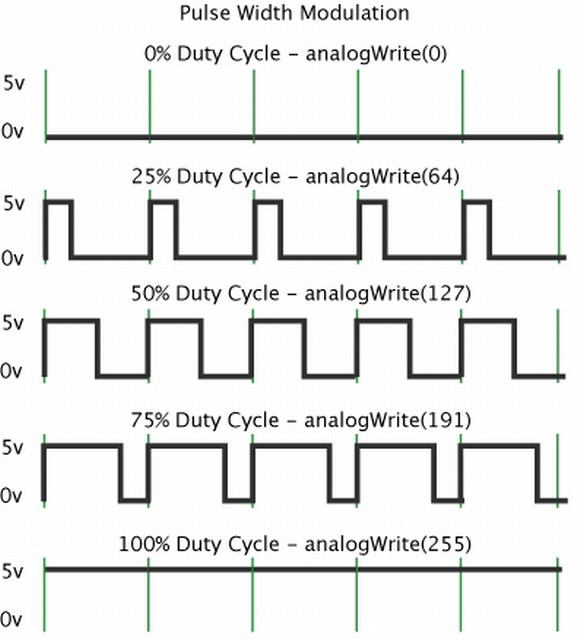 Pulse Width Modulation
0% Duty Cycle – analogWrite(0)
5v
0v
25% Duty Cycle – analogWrite(64)
5v
0v
50% Duty Cycle – analogWrite(127)
5v
0v
75% Duty Cycle – analogWrite(191)
5v
0v
100% Duty Cycle – analogWrite(255)
5v
0v